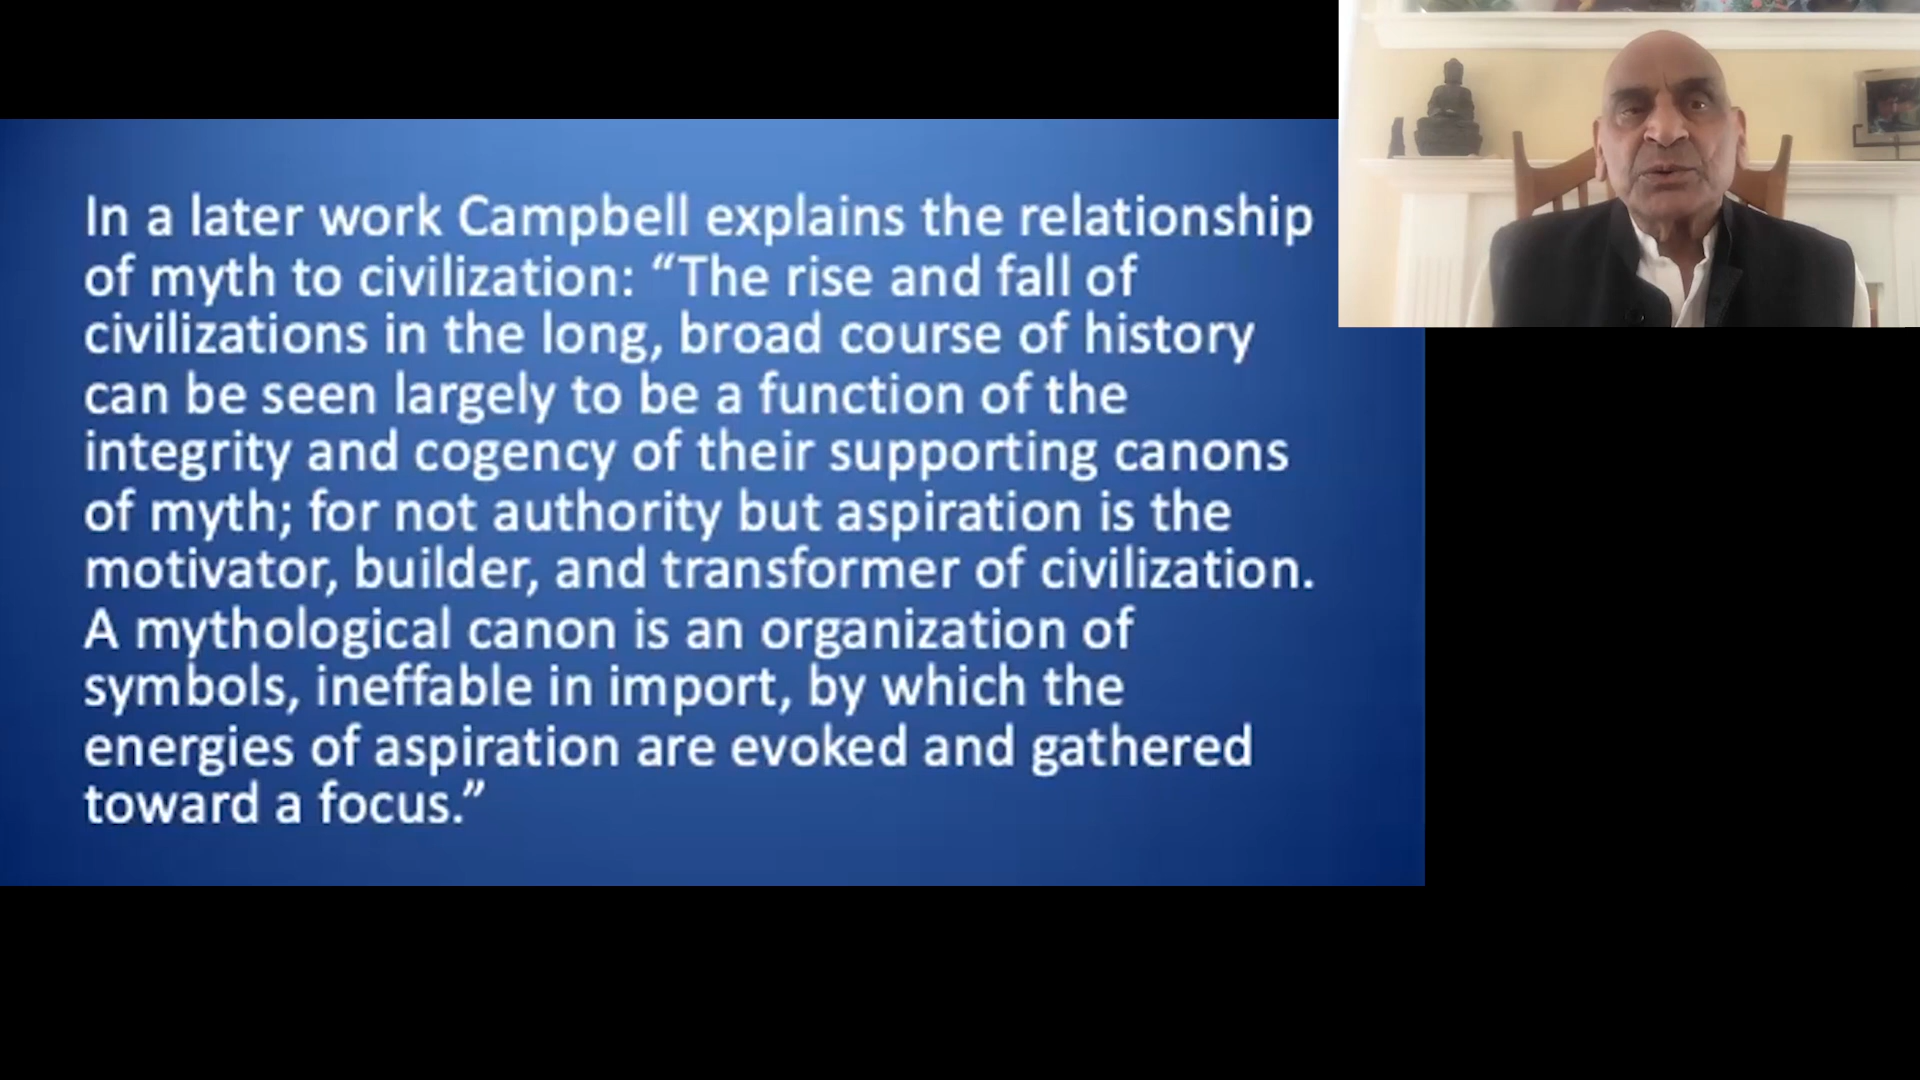 In a later work Campbell explains the relationship
of myth to civilization: “The rise and fall of
civilizations in the long, broad course of history
can be seen largely to be a function of the
integrity and cogency of their supporting canons
of myth; for not authority but aspiration is the
motivator, builder, and transformer of civilization.
A mythological canon is an organization of
symbols, ineffable in import, by which the
energies of aspiration are evoked and gathered
toward a focus.”